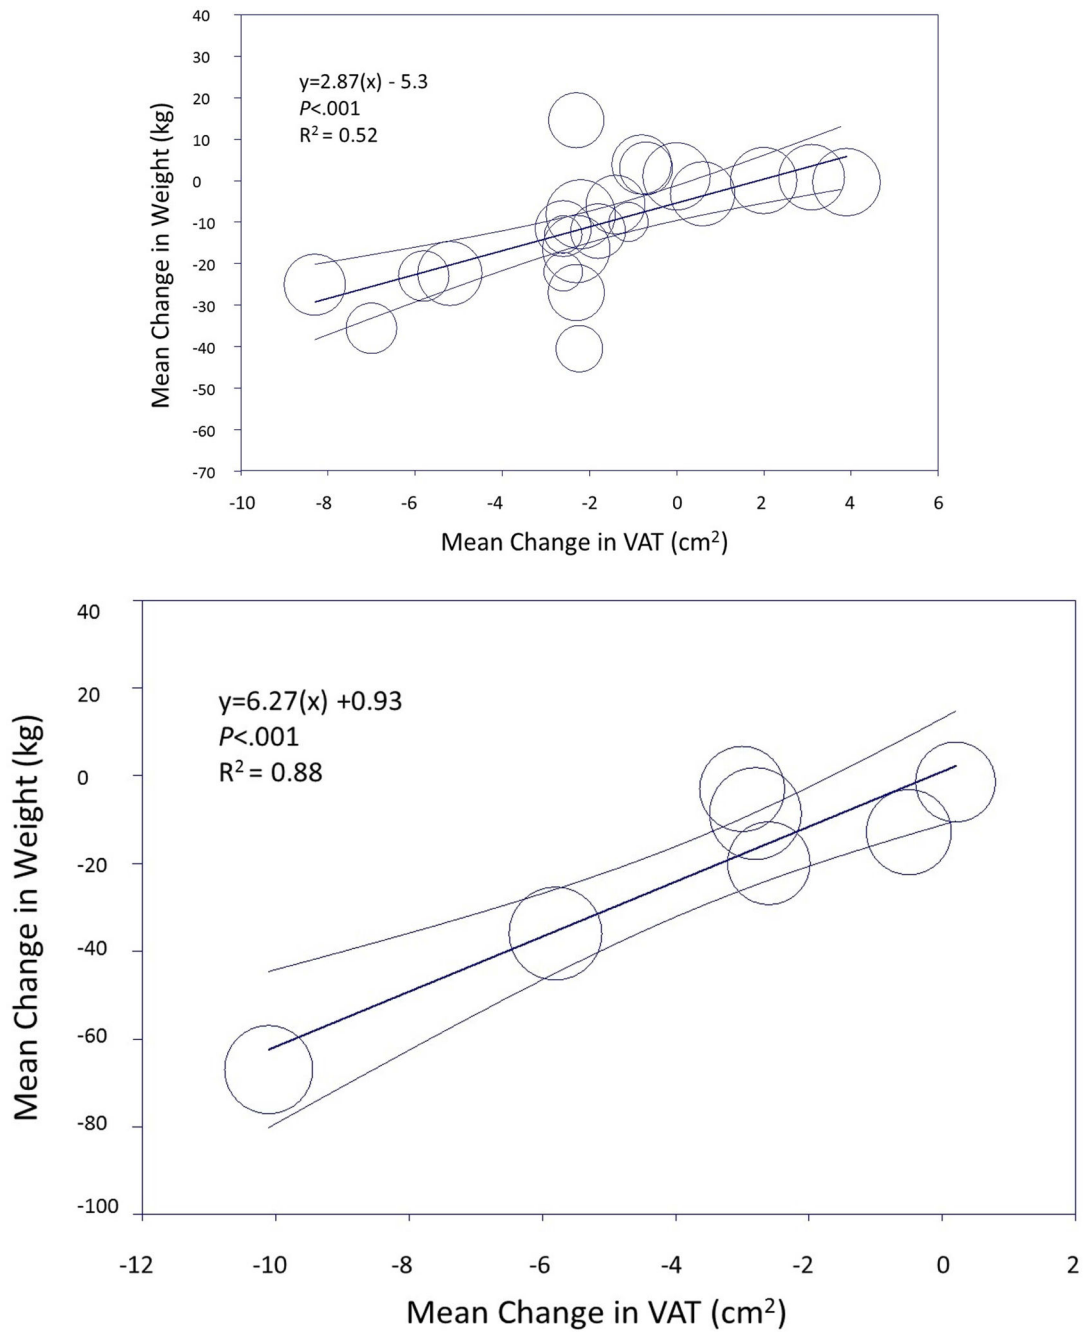 40
30
20
10
0
-10
-20
-30
-40
-50
-60
-70
Mean Change in Weight (kg)
y=2.87(x) - 5.3
P<.001
R² = 0.52
-10 -8 -6 -4 -2 0 2 4 6
Mean Change in VAT (cm²)
40
20
0
-20
-40
-60
-80
-100
Mean Change in Weight (kg)
y=6.27(x) +0.93
P<.001
R² = 0.88
-12 -10 -8 -6 -4 -2 0 2
Mean Change in VAT (cm²)